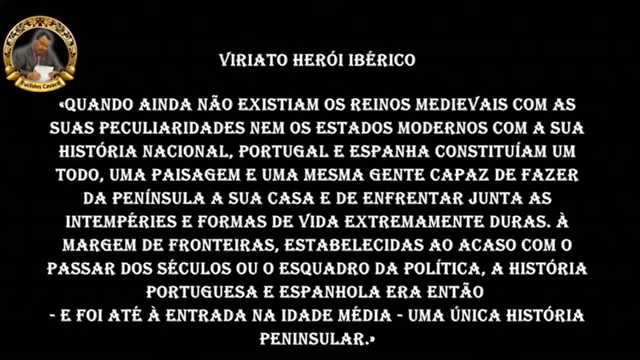 VIRIATO HERÓI IBÉRICO
«QUANDO AINDA NÃO EXISTIAM OS REINOS MEDIEVAIS COM AS
SUAS PECULIARIDADES NEM OS ESTADOS MODERNOS COM A SUA
HISTÓRIA NACIONAL, PORTUGAL E ESPANHA CONSTITUÍAM UM
TODO, UMA PAISAGEM E UMA MESMA GENTE CAPAZ DE FAZER
DA PENÍNSULA A SUA CASA E DE ENFRENTAR JUNTA AS
INTEMPÉRIES E FORMAS DE VIDA EXTREMAMENTE DURAS. À
MARGEM DE FRONTEIRAS, ESTABELECIDAS AO ACASO COM O
PASSAR DOS SÉCULOS OU O ESQUADRO DA POLÍTICA, A HISTÓRIA
PORTUGUESA E ESPANHOLA ERA ENTÃO
- E FOI ATÉ À ENTRADA NA IDADE MÉDIA - UMA ÚNICA HISTÓRIA
PENINSULAR.»
Euclides Cavaco